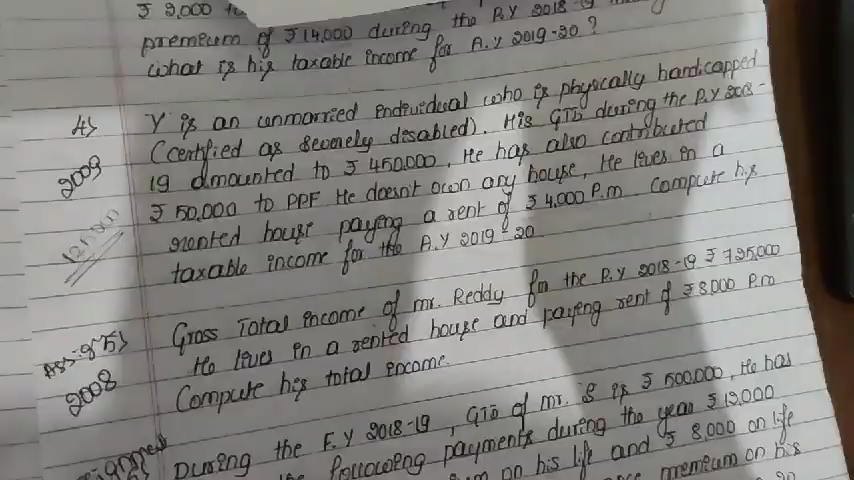 ₹ 2,000 to
premium of ₹ 14,000 during the P.Y 2018-19
what is his taxable income for A.Y 2019-20 ?
4) Y is an unmarried individual who is physically handicapped
(certified as severely disabled). His GTI during the P.Y 2018-
2009 19 amounted to ₹ 450,000, He has also contributed
₹ 50,000 to PPF He doesn't own any house, He lives in a
rented house paying a rent of ₹ 4,000 P.m Compute his
taxable income for the A.Y 2019-20
Gross Total income of mr. Reddy for the P.Y 2018-19 ₹ 725,000
He lives in a rented house and paying rent of ₹ 8,000 P.m
2008 Compute his total income.
During the F.Y 2018-19, GTI of mr. is ₹ 500,000, He has
following payments during the year ₹ 12,000
on his life and ₹ 8,000 on life
premium on his